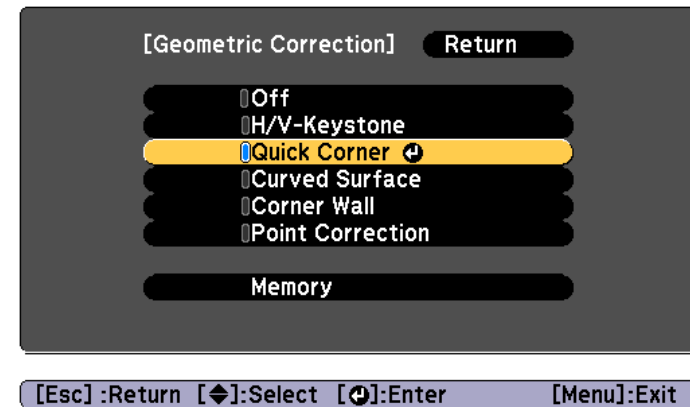 [Geometric Correction] Return
Off
H/V-Keystone
Quick Corner
Curved Surface
Corner Wall
Point Correction
Memory
[Esc] :Return [◆]:Select [↵]:Enter [Menu]:Exit